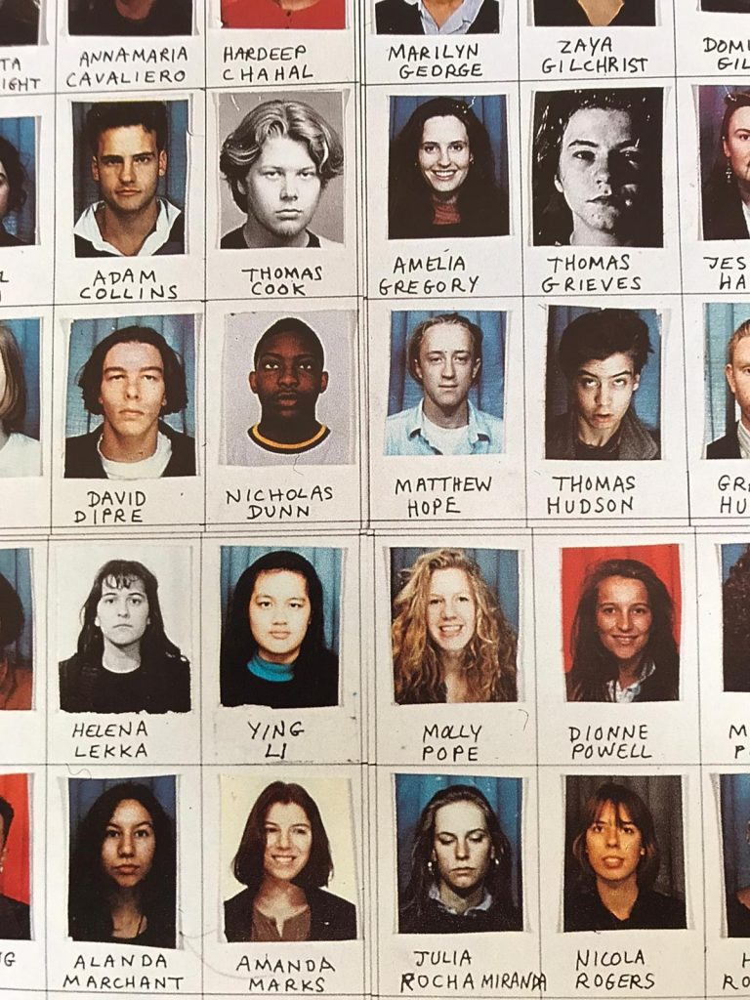 TA
IGHT
ANNAMARIA
CAVALIERO
HARDEEP
CHAHAL
MARILYN
GEORGE
ZAYA
GILCHRIST
DOMI
GIL
L
ADAM
COLLINS
THOMAS
COOK
AMELIA
GREGORY
THOMAS
GRIEVES
JES
HA
DAVID
DIPRE
NICHOLAS
DUNN
MATTHEW
HOPE
THOMAS
HUDSON
GR
HU
HELENA
LEKKA
YING
LI
MOLLY
POPE
DIONNE
POWELL
M
P
G
ALANDA
MARCHANT
AMANDA
MARKS
JULIA
ROCHA MIRANDA
NICOLA
ROGERS
H
RO